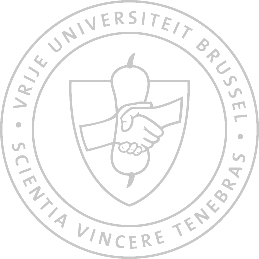 • VRIJE UNIVERSITEIT BRUSSEL •
SCIENTIA VINCERE TENEBRAS